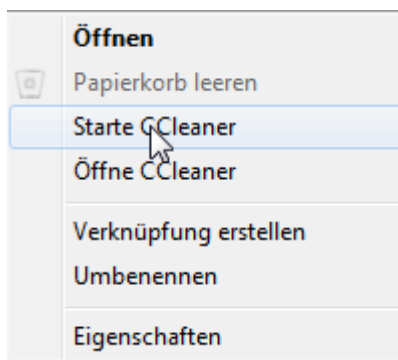 Öffnen
Papierkorb leeren
Starte CCleaner
Öffne CCleaner
Verknüpfung erstellen
Umbenennen
Eigenschaften